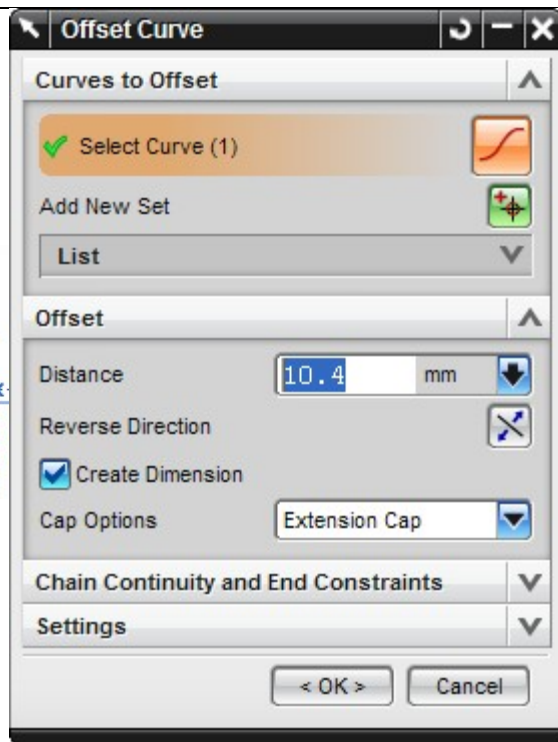 Offset Curve
Curves to Offset
Select Curve (1)
Add New Set
List
Offset
Distance 10.4 mm
Reverse Direction
Create Dimension
Cap Options Extension Cap
Chain Continuity and End Constraints
Settings
< OK > Cancel